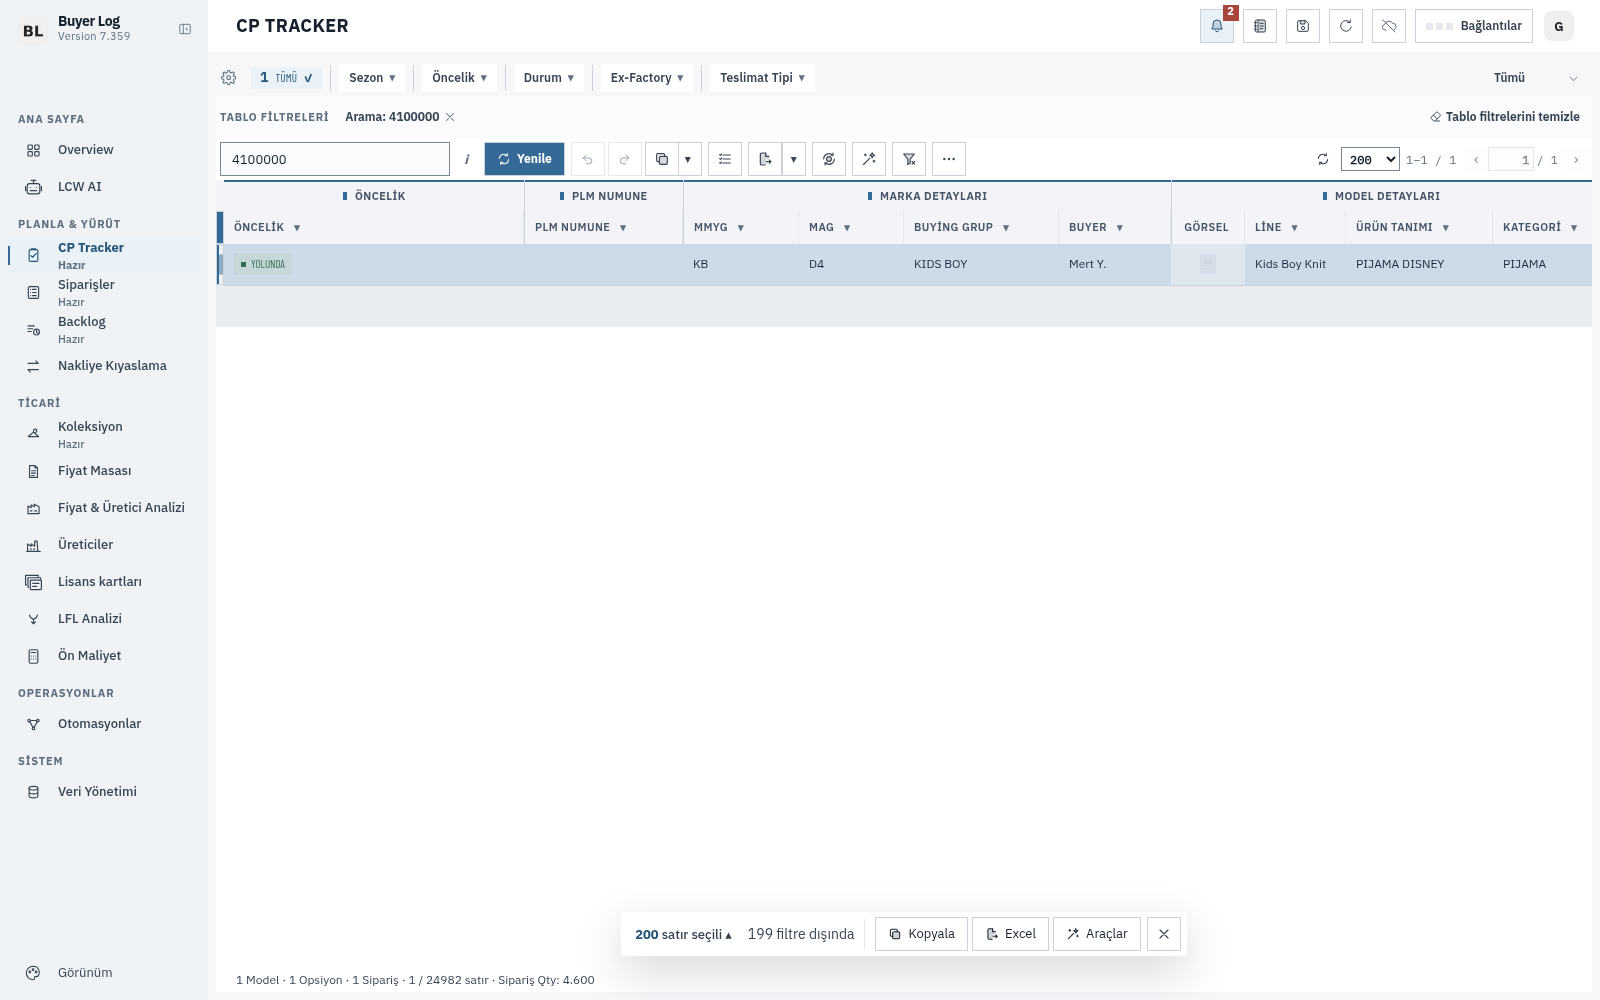 BL
Buyer Log
Version 7.359
CP TRACKER
2
Bağlantılar
G
1 TÜMÜ
Sezon ▾
Öncelik ▾
Durum ▾
Ex-Factory ▾
Teslimat Tipi ▾
Tümü
TABLO FİLTRELERİ
Arama: 4100000
Tablo filtrelerini temizle
4100000
i
Yenile
200
1–1 / 1
1 / 1
ANA SAYFA
Overview
LCW AI
PLANLA & YÜRÜT
CP Tracker
Hazır
Siparişler
Hazır
Backlog
Hazır
Nakliye Kıyaslama
TİCARİ
Koleksiyon
Hazır
Fiyat Masası
Fiyat & Üretici Analizi
Üreticiler
Lisans kartları
LFL Analizi
Ön Maliyet
OPERASYONLAR
Otomasyonlar
SİSTEM
Veri Yönetimi
Görünüm
ÖNCELİK
PLM NUMUNE
MARKA DETAYLARI
MODEL DETAYLARI
ÖNCELİK ▼ PLM NUMUNE ▼ MMYG ▼ MAG ▼ BUYİNG GRUP ▼ BUYER ▼ GÖRSEL LİNE ▼ ÜRÜN TANIMI ▼ KATEGORİ ▼
YOLUNDA KB D4 KIDS BOY Mert Y. Kids Boy Knit PIJAMA DISNEY PIJAMA
200 satır seçili ▴ 199 filtre dışında
Kopyala
Excel
Araçlar
1 Model · 1 Opsiyon · 1 Sipariş · 1 / 24982 satır · Sipariş Qty: 4.600